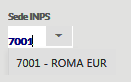 Sede INPS
7001
7001 - ROMA EUR